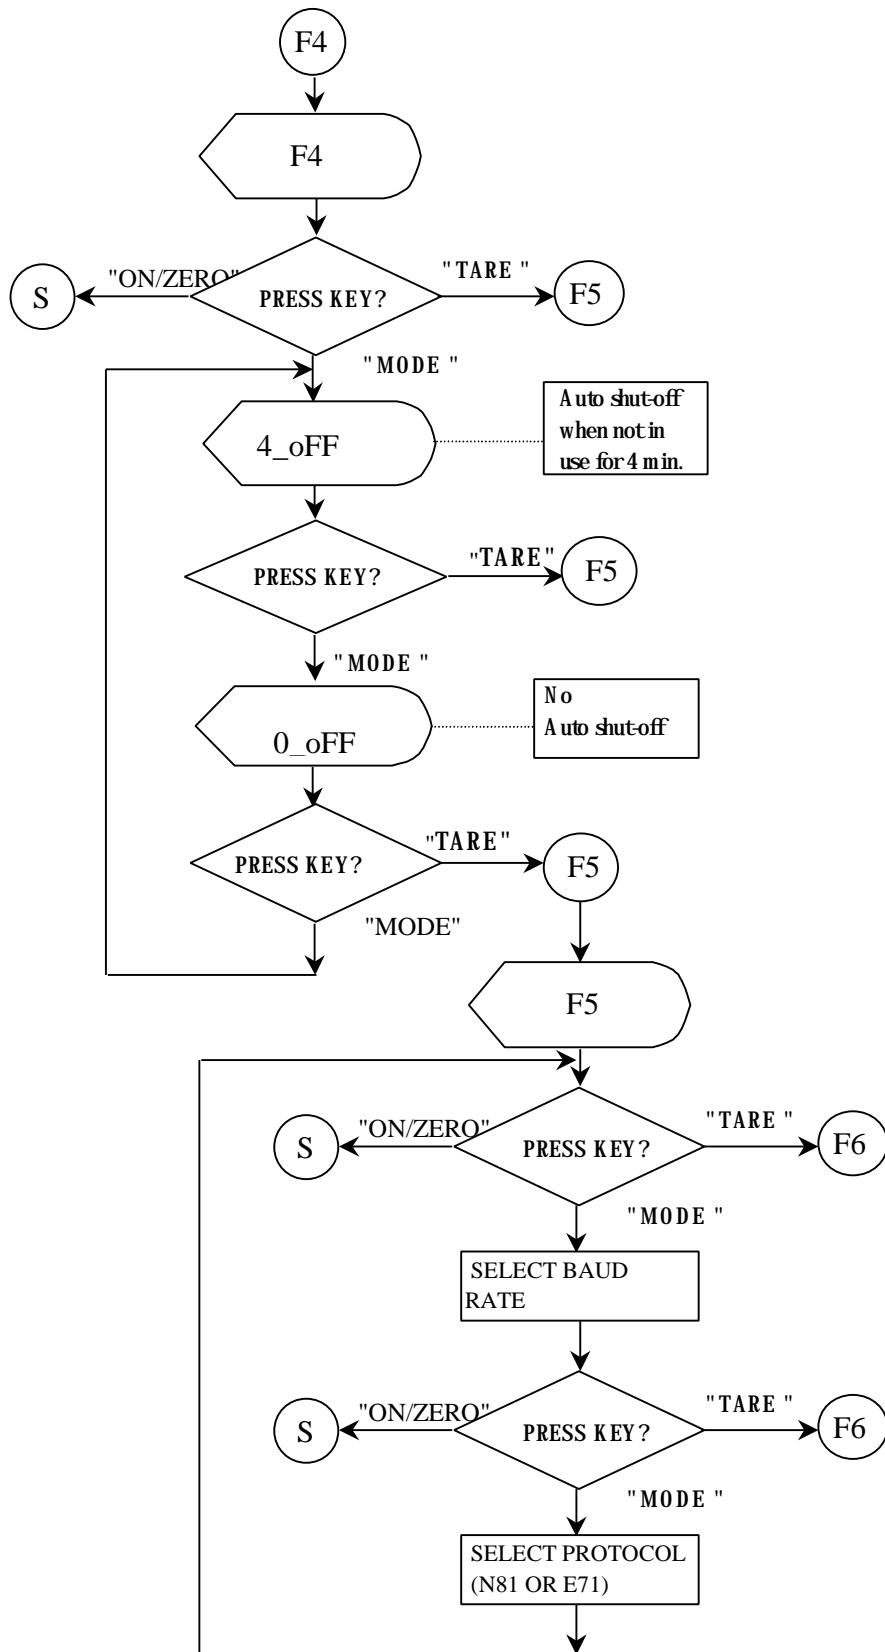 F4
F4
"ON/ZERO"
"TARE"
S
PRESS KEY?
F5
"MODE"
4_oFF
Auto shut-off
when not in
use for 4 min.
PRESS KEY?
"TARE"
F5
"MODE"
0_oFF
No
Auto shut-off
PRESS KEY?
"TARE"
F5
"MODE"
F5
"ON/ZERO"
"TARE"
S
PRESS KEY?
F6
"MODE"
SELECT BAUD
RATE
"ON/ZERO"
"TARE"
S
PRESS KEY?
F6
"MODE"
SELECT PROTOCOL
(N81 OR E71)